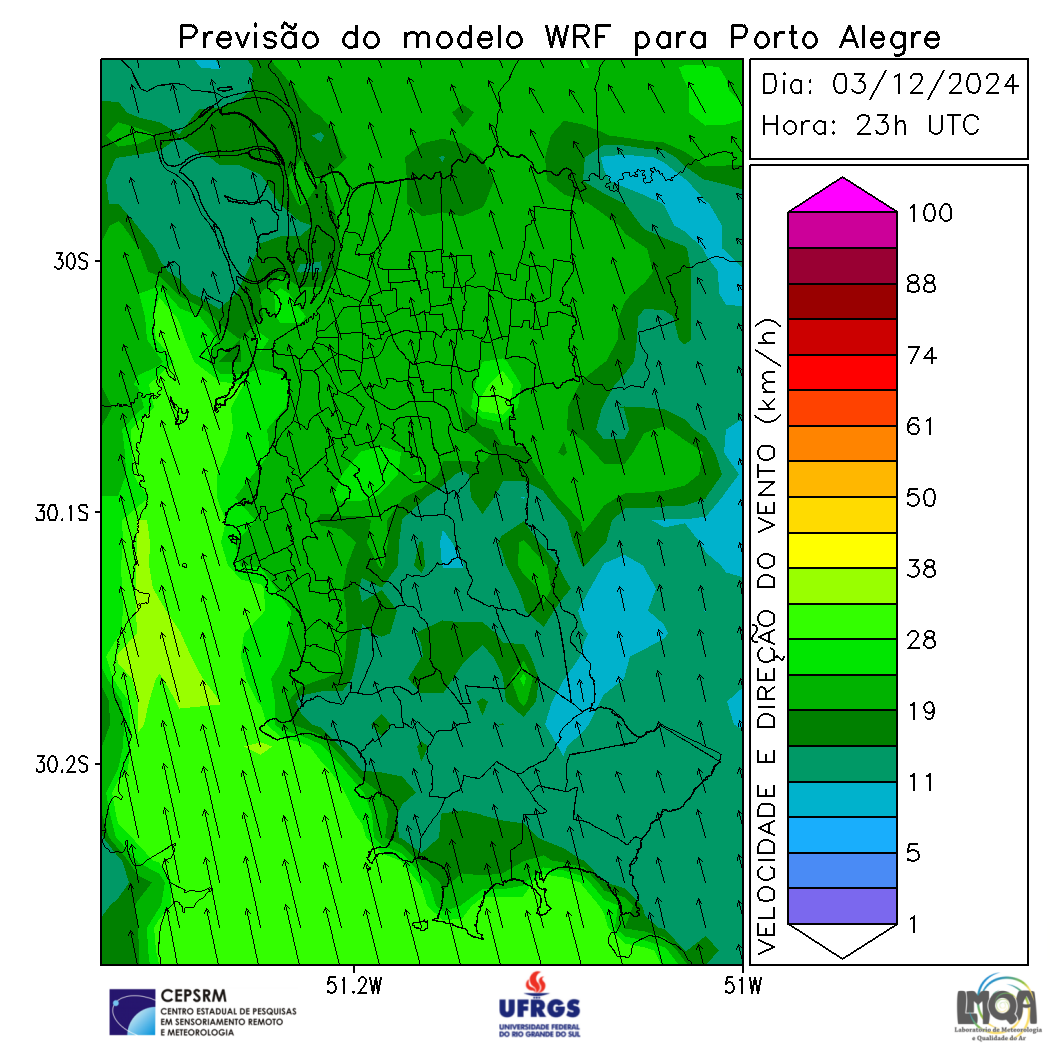 Previsão do modelo WRF para Porto Alegre
Dia: 03/12/2024
Hora: 23h UTC
30S
30.1S
30.2S
51.2W
51W
VELOCIDADE E DIREÇÃO DO VENTO (km/h)
100
88
74
61
50
38
28
19
11
5
1
CEPSRM
CENTRO ESTADUAL DE PESQUISAS
EM SENSORIAMENTO REMOTO
E METEOROLOGIA
UFRGS
UNIVERSIDADE FEDERAL
DO RIO GRANDE DO SUL
LMQA
Laboratório de Meteorologia
e Qualidade do Ar